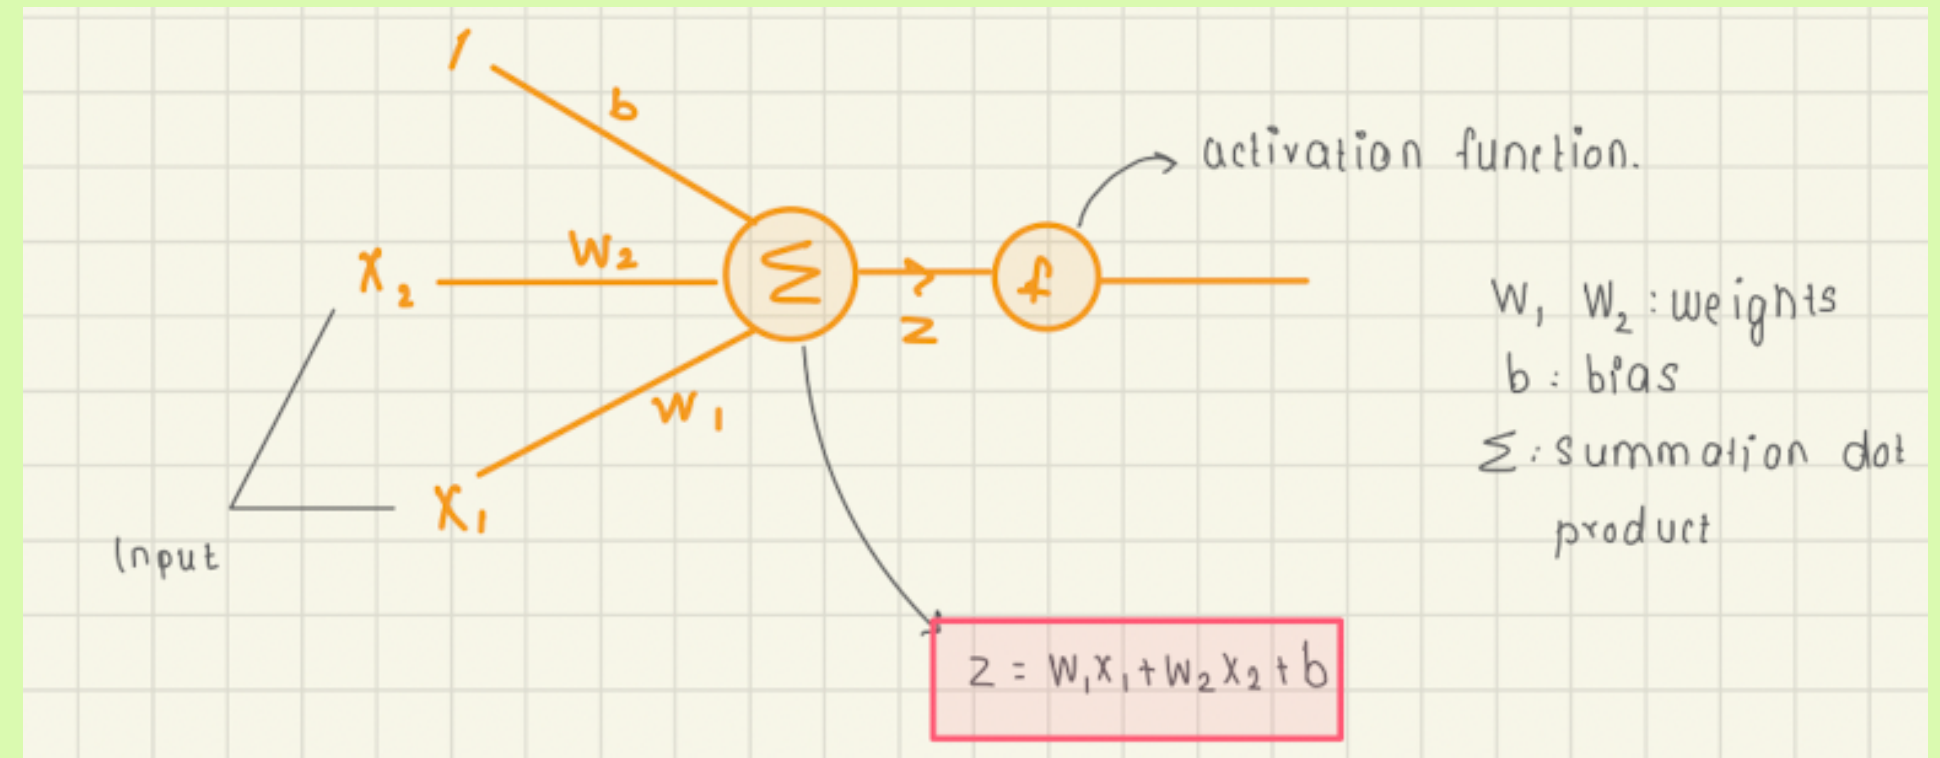 1
b
activation function.
W2
X2
Σ
f
z
W1 W2 : weights
b : bias
W1
Σ : summation dot
product
X1
Input
z = W1X1 + W2X2 + b